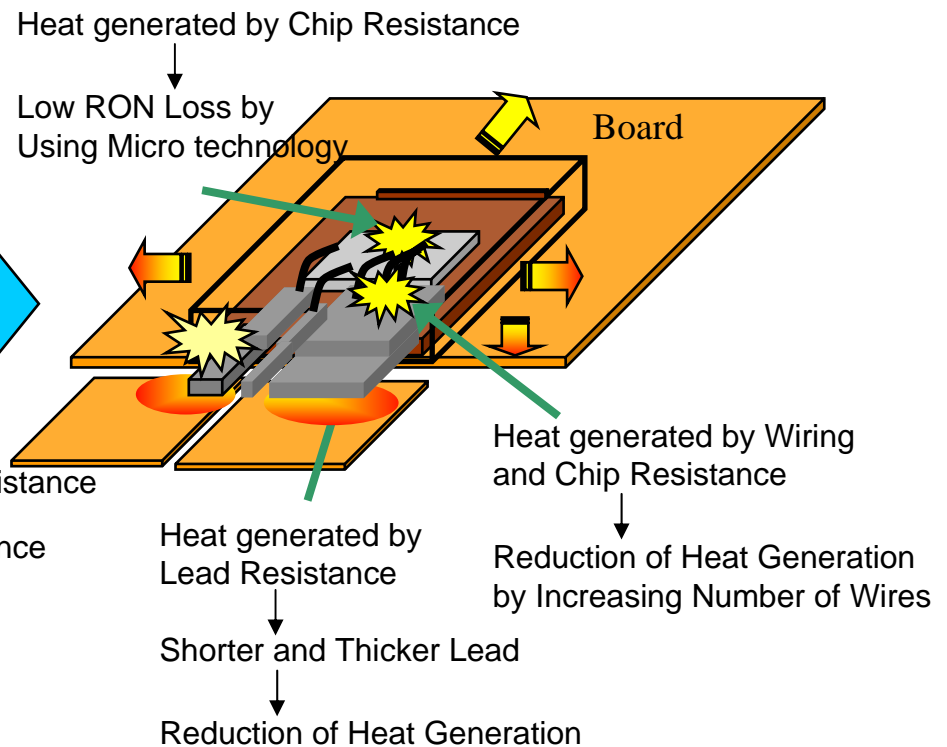 Heat generated by Chip Resistance
Low RON Loss by
Using Micro technology
Board
istance
nce
Heat generated by Wiring
and Chip Resistance
Reduction of Heat Generation
by Increasing Number of Wires
Heat generated by
Lead Resistance
Shorter and Thicker Lead
Reduction of Heat Generation